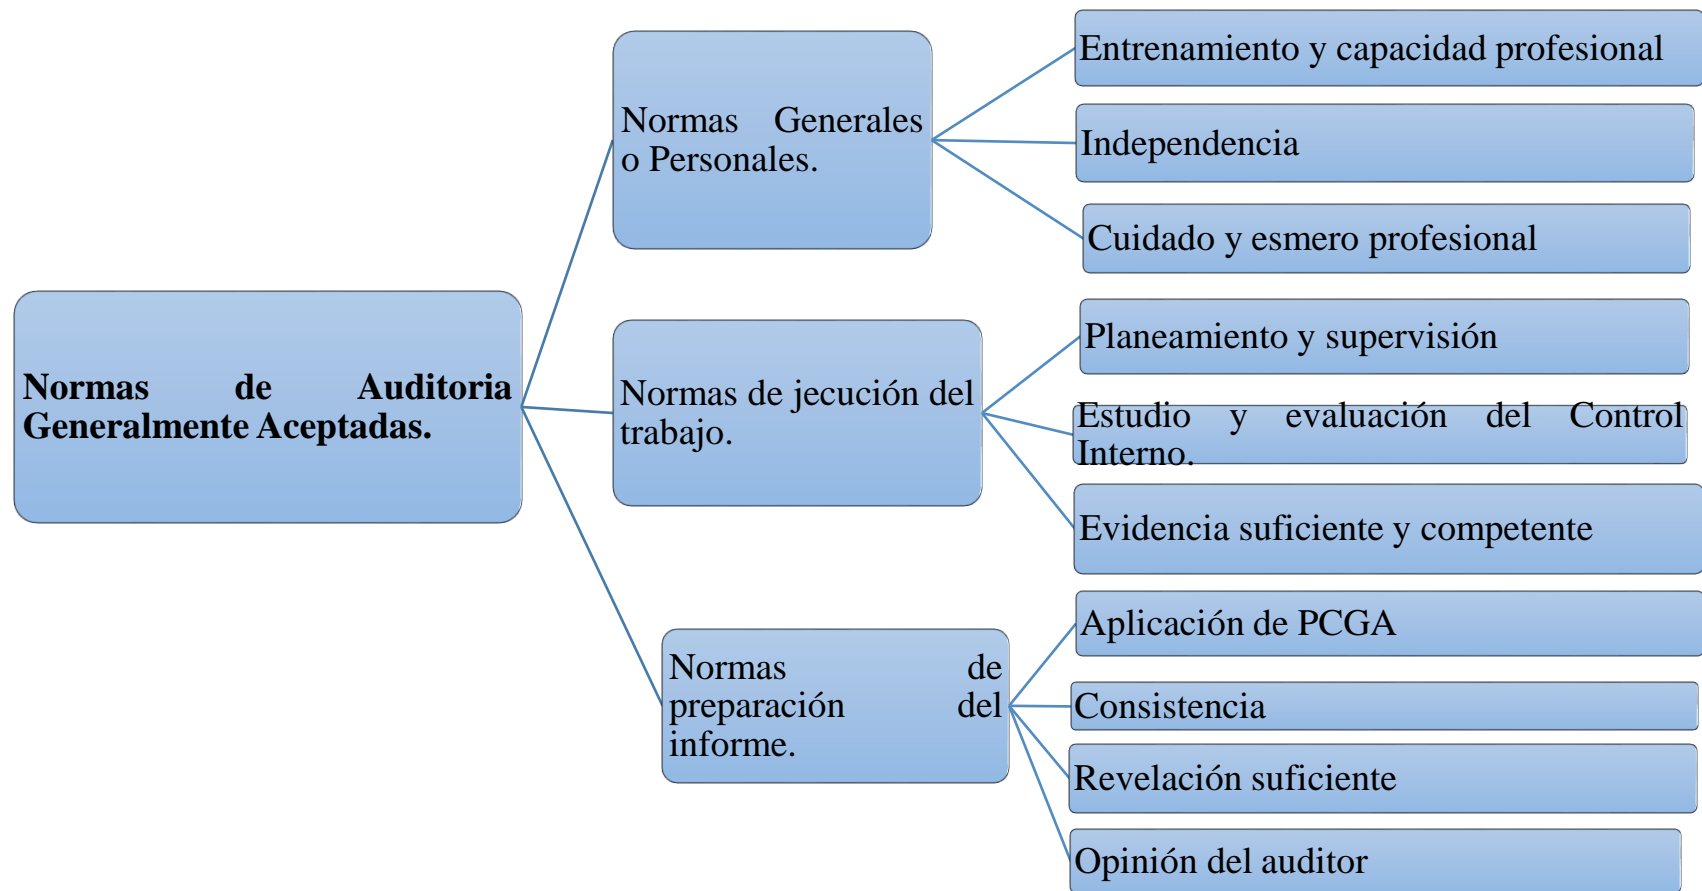 Normas de Auditoria
Generalmente Aceptadas.
Normas Generales
o Personales.
Entrenamiento y capacidad profesional
Independencia
Cuidado y esmero profesional
Normas de jecución del
trabajo.
Planeamiento y supervisión
Estudio y evaluación del Control
Interno.
Evidencia suficiente y competente
Normas de
preparación del
informe.
Aplicación de PCGA
Consistencia
Revelación suficiente
Opinión del auditor